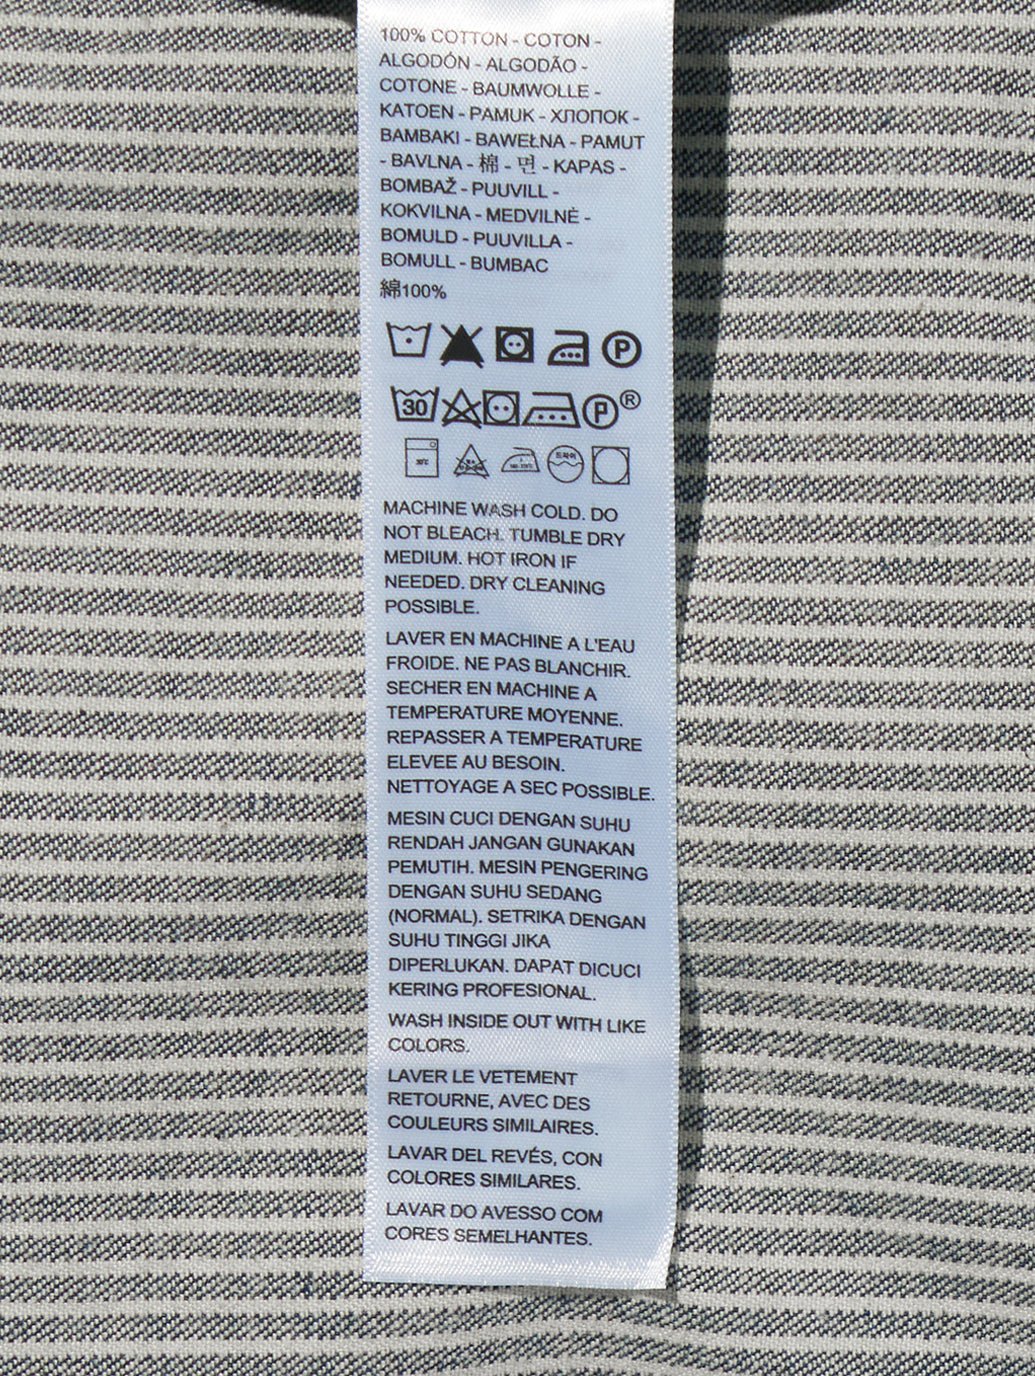 100% COTTON - COTON -
ALGODÓN - ALGODÃO -
COTONE - BAUMWOLLE -
KATOEN - PAMUK - ХЛОПОК -
BAMBAKI - BAWEŁNA - PAMUT
- BAVLNA - 棉 - 면 - KAPAS -
BOMBAŽ - PUUVILL -
KOKVILNA - MEDVILNĖ -
BOMULD - PUUVILLA -
BOMULL - BUMBAC
綿100%
P
30 P ®
30℃ 드라이
MACHINE WASH COLD. DO
NOT BLEACH. TUMBLE DRY
MEDIUM. HOT IRON IF
NEEDED. DRY CLEANING
POSSIBLE.
LAVER EN MACHINE A L'EAU
FROIDE. NE PAS BLANCHIR.
SECHER EN MACHINE A
TEMPERATURE MOYENNE.
REPASSER A TEMPERATURE
ELEVEE AU BESOIN.
NETTOYAGE A SEC POSSIBLE.
MESIN CUCI DENGAN SUHU
RENDAH JANGAN GUNAKAN
PEMUTIH. MESIN PENGERING
DENGAN SUHU SEDANG
(NORMAL). SETRIKA DENGAN
SUHU TINGGI JIKA
DIPERLUKAN. DAPAT DICUCI
KERING PROFESIONAL.
WASH INSIDE OUT WITH LIKE
COLORS.
LAVER LE VETEMENT
RETOURNE, AVEC DES
COULEURS SIMILAIRES.
LAVAR DEL REVÉS, CON
COLORES SIMILARES.
LAVAR DO AVESSO COM
CORES SEMELHANTES.